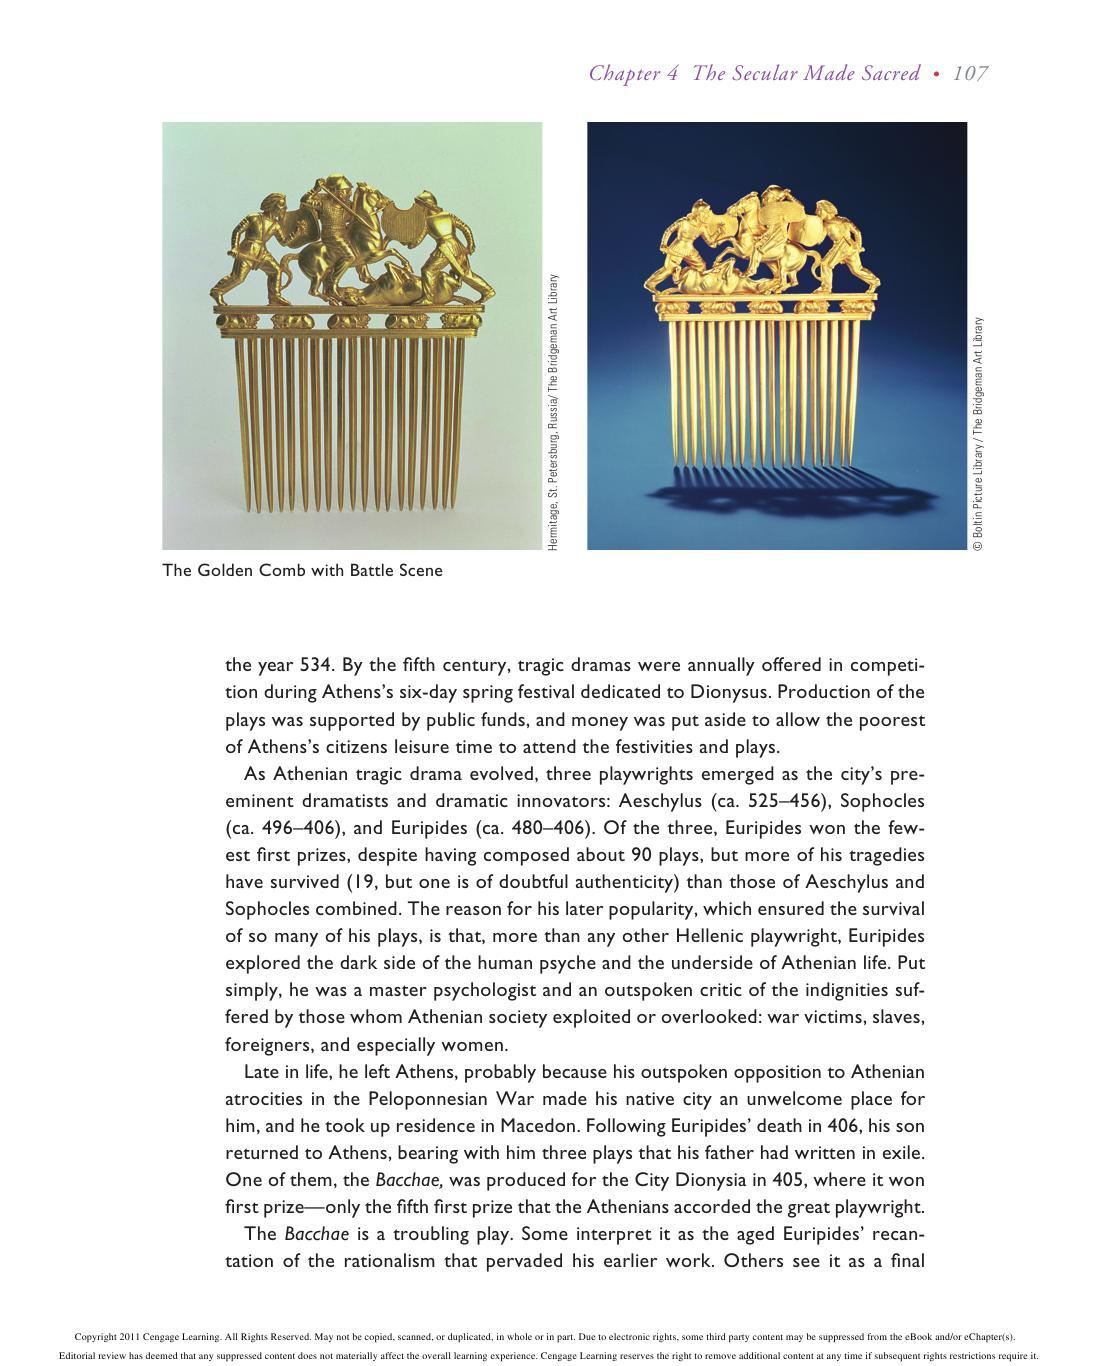 Chapter 4 The Secular Made Sacred • 107
Hermitage, St. Petersburg, Russia/ The Bridgeman Art Library
© Boltin Picture Library / The Bridgeman Art Library
The Golden Comb with Battle Scene
the year 534. By the fifth century, tragic dramas were annually offered in competi-
tion during Athens's six-day spring festival dedicated to Dionysus. Production of the
plays was supported by public funds, and money was put aside to allow the poorest
of Athens's citizens leisure time to attend the festivities and plays.
As Athenian tragic drama evolved, three playwrights emerged as the city's pre-
eminent dramatists and dramatic innovators: Aeschylus (ca. 525–456), Sophocles
(ca. 496–406), and Euripides (ca. 480–406). Of the three, Euripides won the few-
est first prizes, despite having composed about 90 plays, but more of his tragedies
have survived (19, but one is of doubtful authenticity) than those of Aeschylus and
Sophocles combined. The reason for his later popularity, which ensured the survival
of so many of his plays, is that, more than any other Hellenic playwright, Euripides
explored the dark side of the human psyche and the underside of Athenian life. Put
simply, he was a master psychologist and an outspoken critic of the indignities suf-
fered by those whom Athenian society exploited or overlooked: war victims, slaves,
foreigners, and especially women.
Late in life, he left Athens, probably because his outspoken opposition to Athenian
atrocities in the Peloponnesian War made his native city an unwelcome place for
him, and he took up residence in Macedon. Following Euripides' death in 406, his son
returned to Athens, bearing with him three plays that his father had written in exile.
One of them, the Bacchae, was produced for the City Dionysia in 405, where it won
first prize—only the fifth first prize that the Athenians accorded the great playwright.
The Bacchae is a troubling play. Some interpret it as the aged Euripides' recan-
tation of the rationalism that pervaded his earlier work. Others see it as a final
Copyright 2011 Cengage Learning. All Rights Reserved. May not be copied, scanned, or duplicated, in whole or in part. Due to electronic rights, some third party content may be suppressed from the eBook and/or eChapter(s).
Editorial review has deemed that any suppressed content does not materially affect the overall learning experience. Cengage Learning reserves the right to remove additional content at any time if subsequent rights restrictions require it.